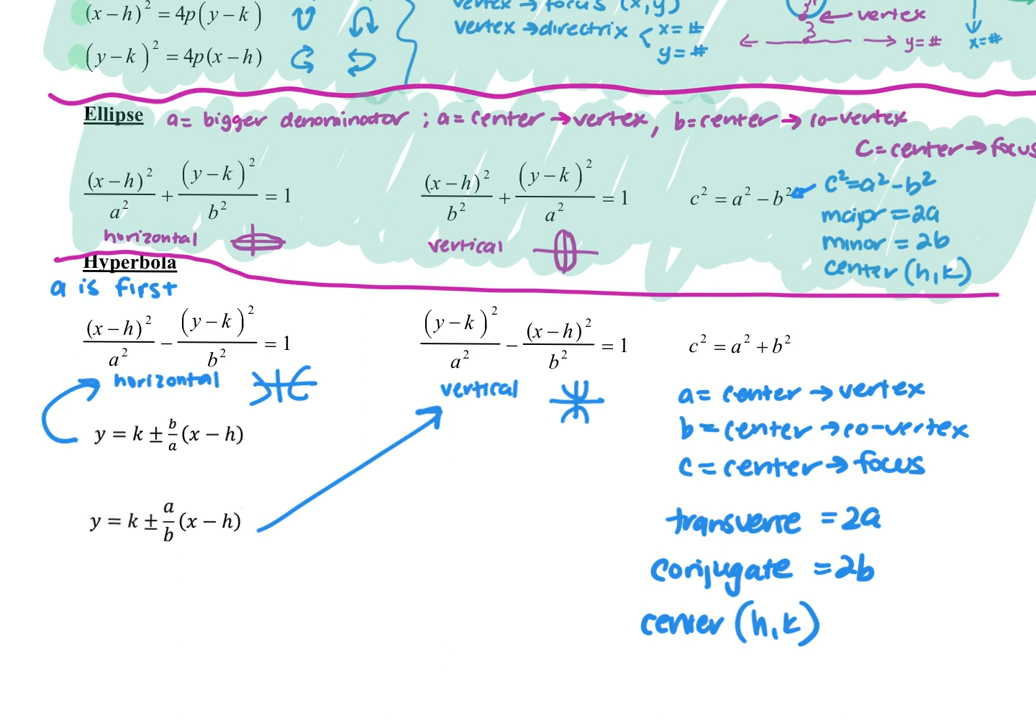 (x−h)² = 4p(y−k)
(y−k)² = 4p(x−h)
vertex → focus (x,y)
vertex → directrix { x=#
y=#
vertex
3
y=#
x=#
Ellipse a= bigger denominator ; a= center → vertex, b=center → co-vertex
c=center → focus
(x−h)²/a² + (y−k)²/b² = 1
(x−h)²/b² + (y−k)²/a² = 1
c² = a² − b²
c²=a²−b²
major = 2a
minor = 2b
center (h,k)
horizontal
vertical
Hyperbola
a is first
(x−h)²/a² − (y−k)²/b² = 1
(y−k)²/a² − (x−h)²/b² = 1
c² = a² + b²
horizontal
vertical
a= center → vertex
b= center → co-vertex
c= center → focus
y = k ± b/a (x − h)
y = k ± a/b (x − h)
transverse = 2a
conjugate = 2b
center (h,k)